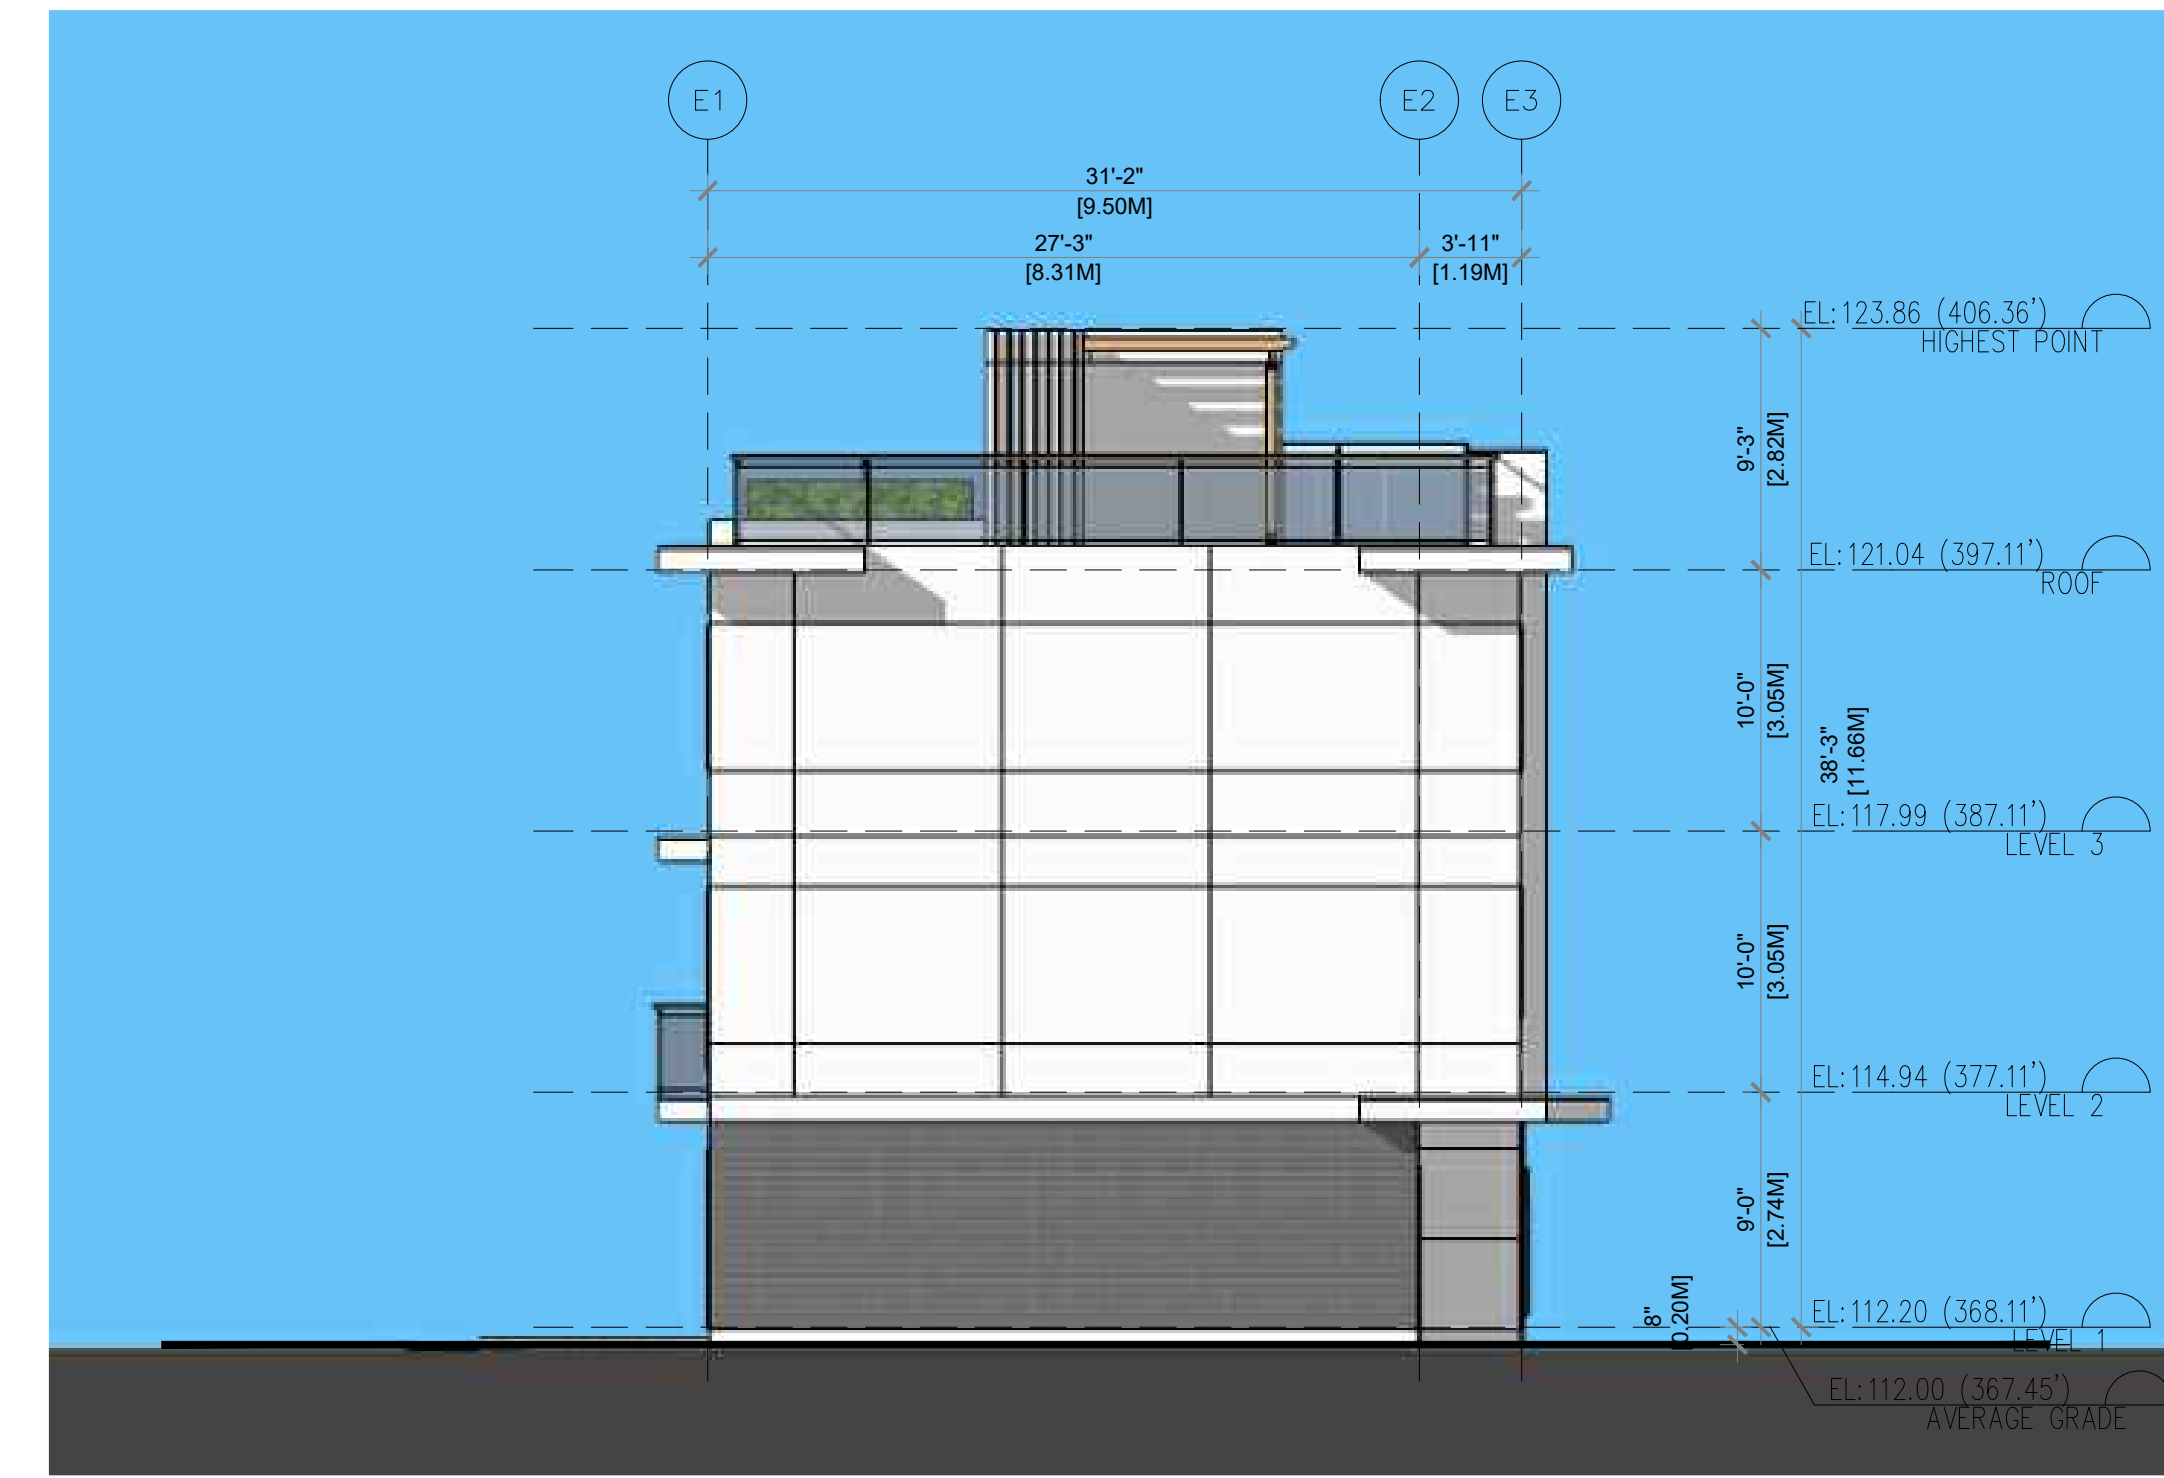 E1 E2 E3
31'-2"
[9.50M]
27'-3" 3'-11"
[8.31M] [1.19M]
EL:123.86 (406.36')
HIGHEST POINT
9'-3"
[2.82M]
EL:121.04 (397.11')
ROOF
10'-0"
[3.05M]
38'-3"
[11.66M]
EL:117.99 (387.11')
LEVEL 3
10'-0"
[3.05M]
EL:114.94 (377.11')
LEVEL 2
9'-0"
[2.74M]
8"
0.20M]
EL:112.20 (368.11')
LEVEL 1
EL:112.00 (367.45')
AVERAGE GRADE